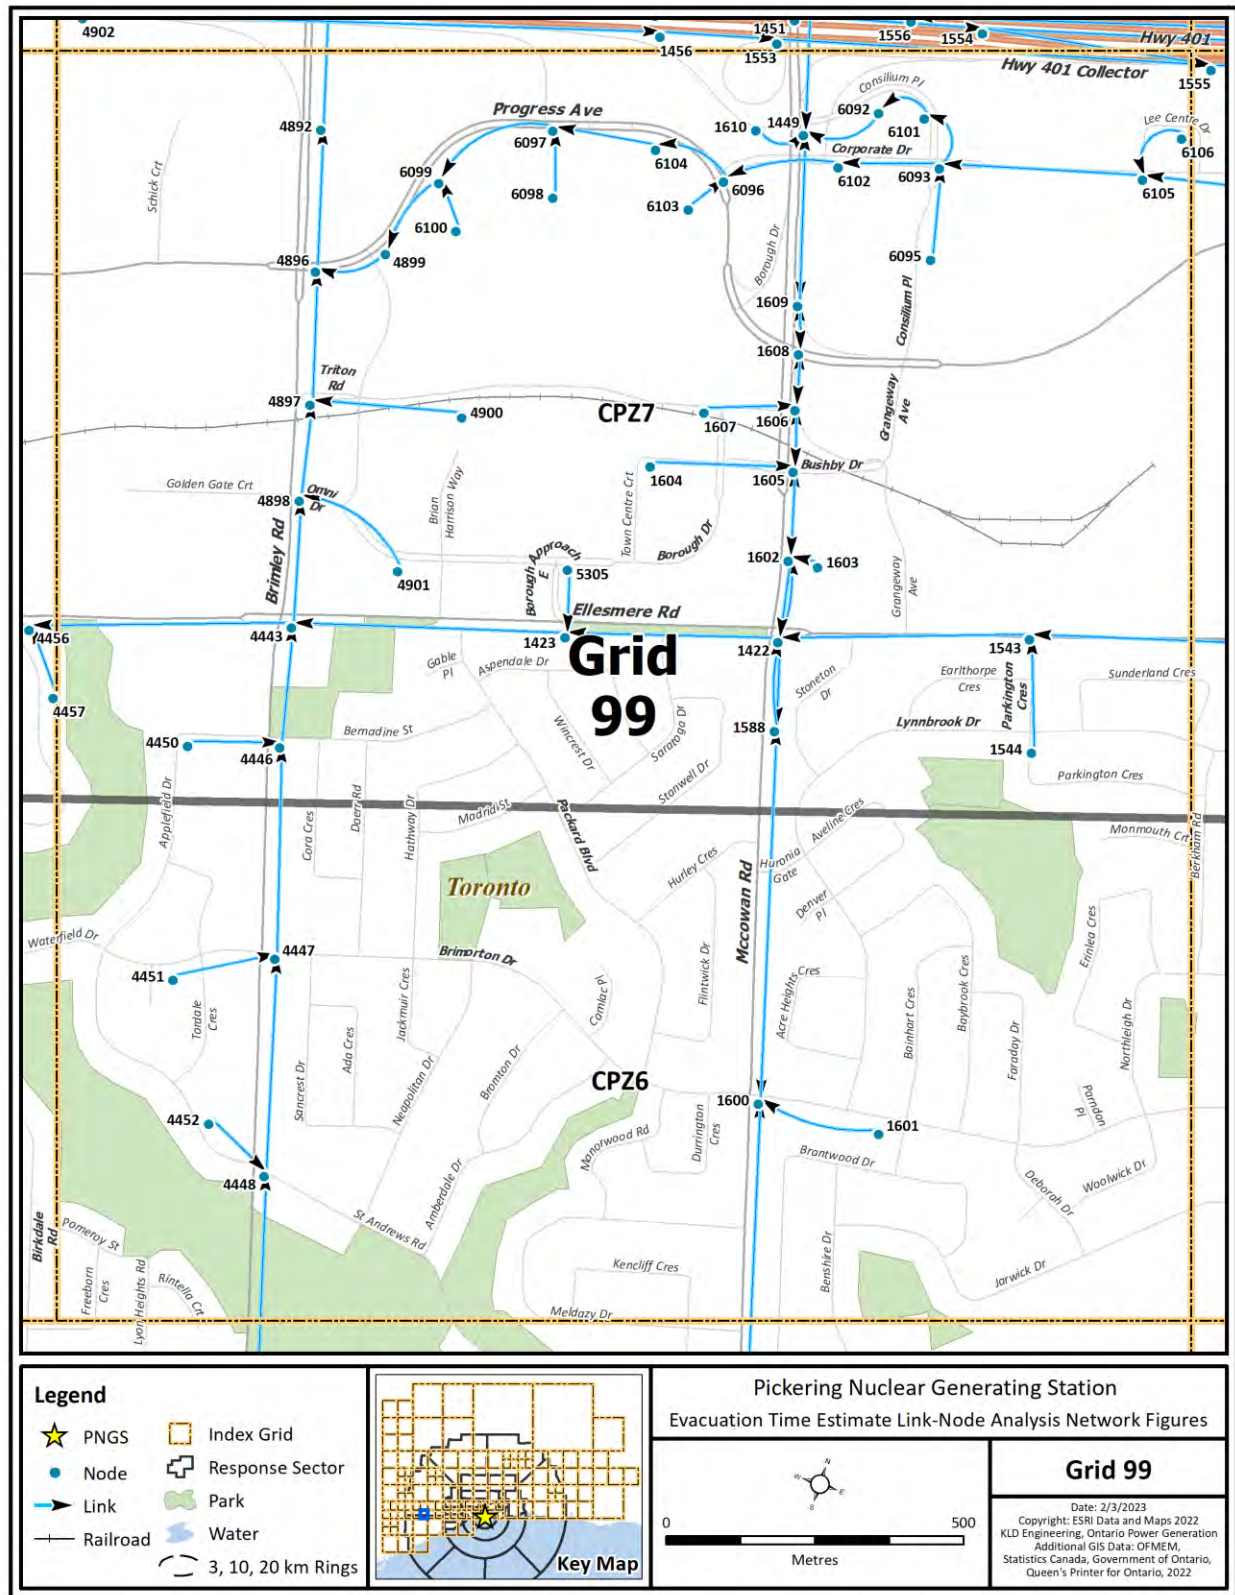 4902
1456
1451
1553
1556
1554
Hwy 401
Hwy 401 Collector
1555
Progress Ave
Consilium Pl
4892
6097
1610
1449
6092
6101
Lee Centre Dr
6106
6104
Corporate Dr
6099
6098
6096
6102
6093
6105
Schick Crt
6103
6100
4899
4896
Borough Dr
6095
Consilium Pl
1609
1608
Triton
Rd
4897
4900
CPZ7
1607
1606
Grangeway
Ave
Golden Gate Crt
4898
Omni
Dr
Brian
Harrison Way
1604
Town Centre Crt
Bushby Dr
1605
Borough Dr
Brimley Rd
4901
Borough Approach
E
5305
1602
1603
Grangeway
Ave
Ellesmere Rd
4456
4443
1423
1422
1543
Grid
99
Gable
Pl
Aspendale Dr
Stoneton
Dr
Earlthorpe
Cres
Parkington
Cres
Sunderland Cres
4457
4450
4446
Bernadine St
Wincrest Dr
Saratoga Dr
1588
Lynnbrook Dr
1544
Stanwell Dr
Parkington Cres
Applefield Dr
Cora Cres
Doerr Rd
Hathway Dr
Madrid St
Packard Blvd
Aveline Cres
Monmouth Crt
Berkham Rd
Toronto
Hurley Cres
Huronia
Gate
Denver
Pl
Mccowan Rd
Waterfield Dr
4447
4451
Brimorton Dr
Erinlea Cres
Tordale
Cres
Jackmuir Cres
Camlac Pl
Flintwick Dr
Acre Heights
Cres
Bainhart Cres
Baybrook Cres
Faraday Dr
Northleigh Dr
Sancrest Dr
Ada Cres
Neapolitan Dr
Bromton Dr
CPZ6
Parndon
Pl
4452
1600
1601
Manorwood Rd
Durrington
Cres
Brantwood Dr
4448
Amberdale Dr
Deborah Dr
Woolwick Dr
Birkdale
Rd
Pomeroy St
St Andrews Rd
Freeborn
Cres
Lyon Heights Rd
Rintella Crt
Kencliff Cres
Benshire Dr
Jarwick Dr
Meldazy Dr
Legend
PNGS
Node
Link
Railroad
Index Grid
Response Sector
Park
Water
3, 10, 20 km Rings
Key Map
Pickering Nuclear Generating Station
Evacuation Time Estimate Link-Node Analysis Network Figures
N
W
E
S
0
500
Metres
Grid 99
Date: 2/3/2023
Copyright: ESRI Data and Maps 2022
KLD Engineering, Ontario Power Generation
Additional GIS Data: OFMEM,
Statistics Canada, Government of Ontario,
Queen's Printer for Ontario, 2022